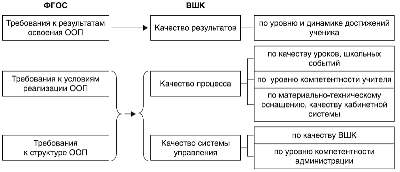 ФГОС
ВШК
Требования к результатам
освоения ООП
Качество результатов
по уровню и динамике достижений
ученика
Требования к условиям
реализации ООП
Качество процесса
по качеству уроков, школьных
событий
по уровню компетентности учителя
по материально-техническому
оснащению, качеству кабинетной
системы
Требования
к структуре ООП
Качество системы
управления
по качеству ВШК
по уровню компетентности
администрации